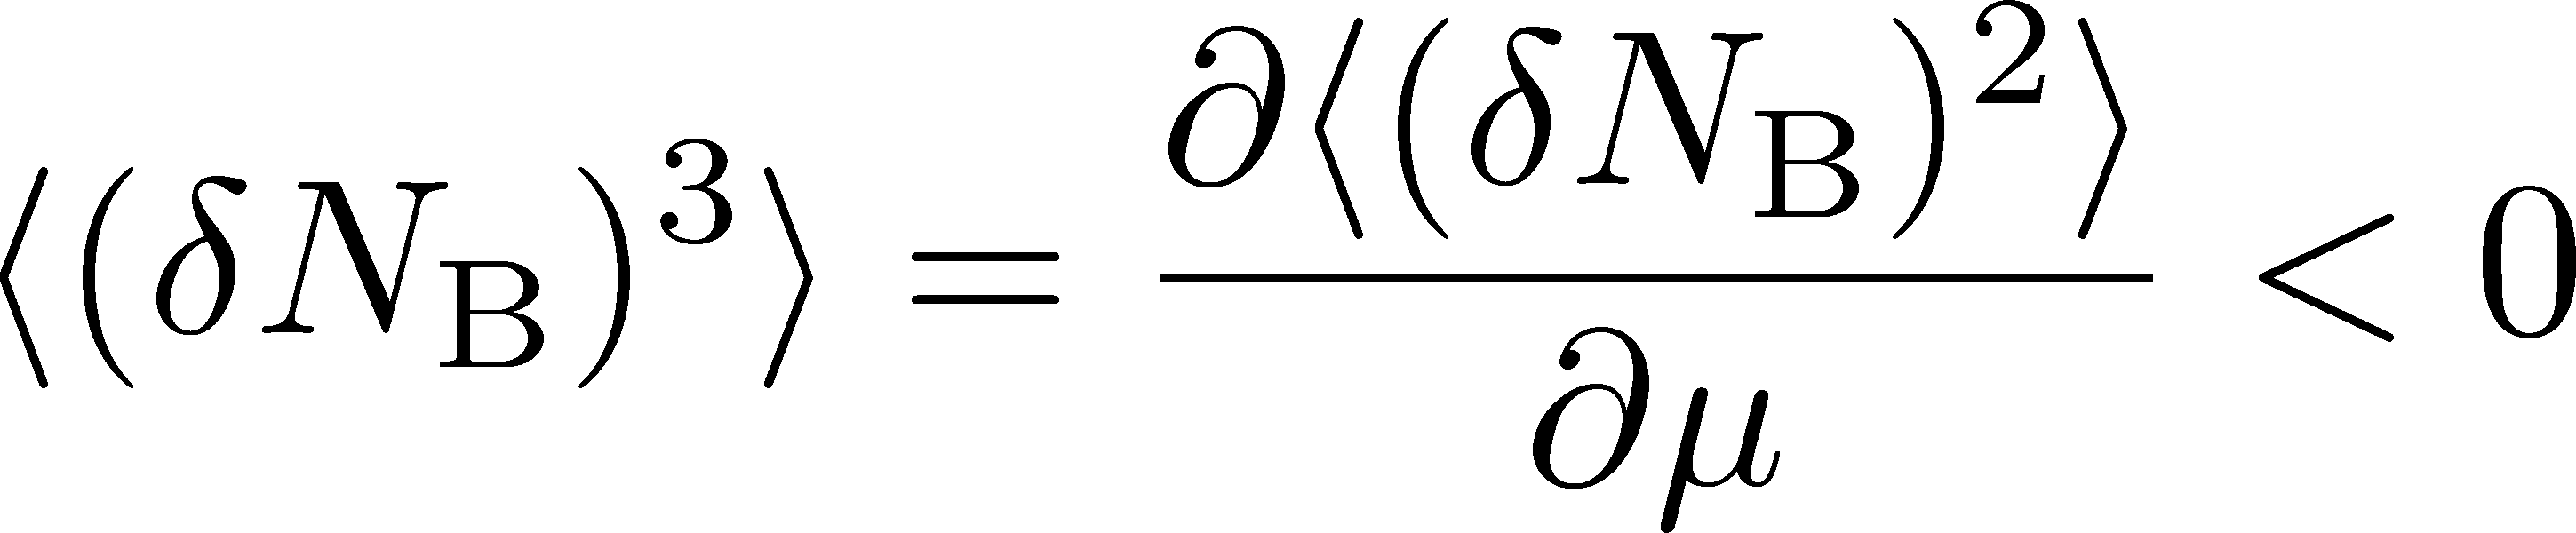 ⟨(δN_B)^3⟩ = ∂⟨(δN_B)^2⟩ / ∂μ < 0